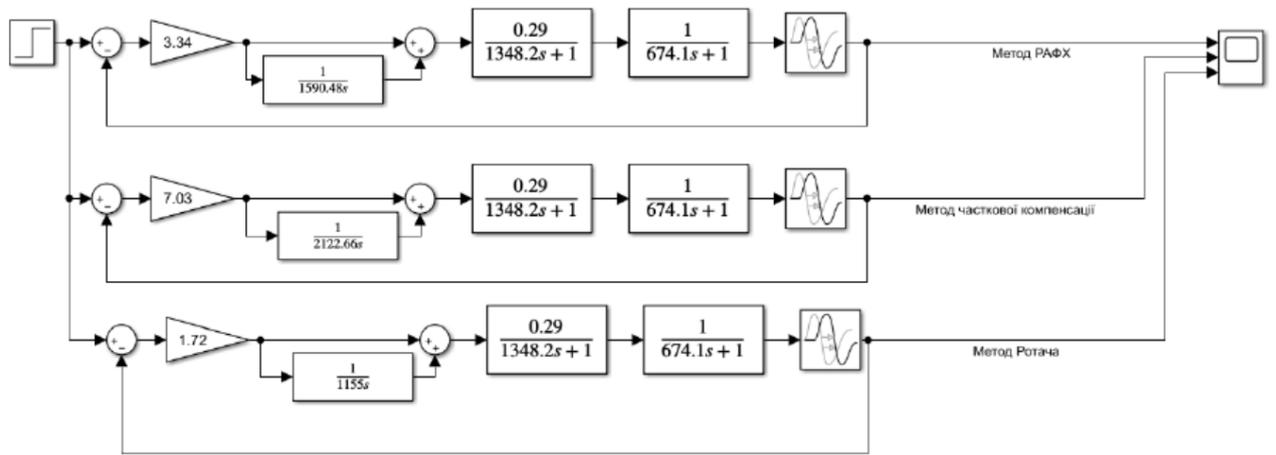 3.34
1
1590.48s
0.29
1348.2s + 1
1
674.1s + 1
Метод РАФХ
7.03
1
2122.66s
0.29
1348.2s + 1
1
674.1s + 1
Метод часткової компенсації
1.72
1
1155s
0.29
1348.2s + 1
1
674.1s + 1
Метод Ротача